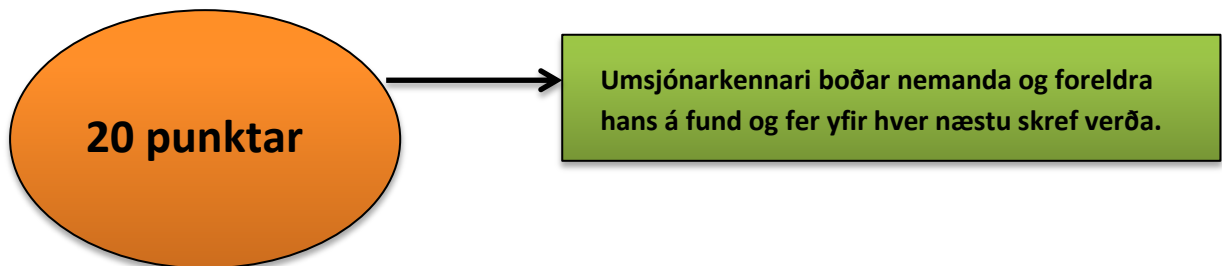 20 punktar
Umsjónarkennari boðar nemanda og foreldra
hans á fund og fer yfir hver næstu skref verða.